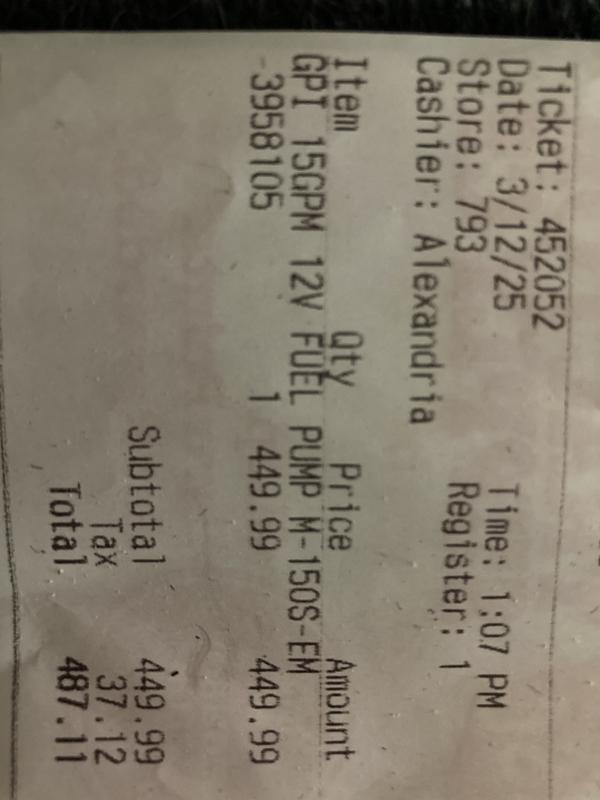 Ticket: 452052
Date: 3/12/25 Time: 1:07 PM
Store: 793 Register: 1
Cashier: Alexandria
Item Qty Price Amount
GPI 15GPM 12V FUEL PUMP M-150S-EM
-3958105 1 449.99 449.99
Subtotal 449.99
Tax 37.12
Total 487.11